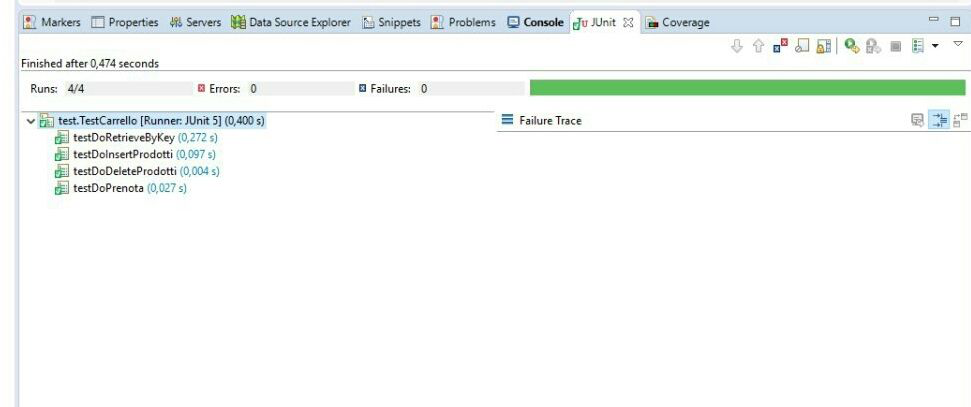 Markers Properties Servers Data Source Explorer Snippets Problems Console JUnit Coverage
Finished after 0,474 seconds
Runs: 4/4 Errors: 0 Failures: 0
test.TestCarrello [Runner: JUnit 5] (0,400 s) Failure Trace
testDoRetrieveByKey (0,272 s)
testDoInsertProdotti (0,097 s)
testDoDeleteProdotti (0,004 s)
testDoPrenota (0,027 s)